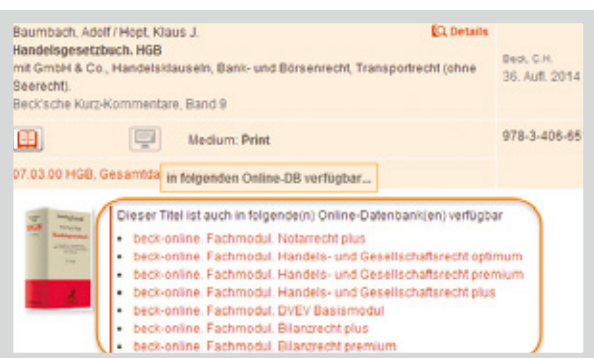 Baumbach, Adolf / Hopt, Klaus J.
Details
Handelsgesetzbuch. HGB
mit GmbH & Co., Handelsklauseln, Bank- und Börsenrecht, Transportrecht (ohne
Seerecht).
Beck'sche Kurz-Kommentare, Band 9
Beck, C.H.
36. Aufl. 2014
Medium: Print
978-3-406-65
07.03.00 HGB, Gesamtda
in folgenden Online-DB verfügbar...
Dieser Titel ist auch in folgende(n) Online-Datenbank(en) verfügbar
• beck-online. Fachmodul. Notarrecht plus
• beck-online. Fachmodul. Handels- und Gesellschaftsrecht optimum
• beck-online. Fachmodul. Handels- und Gesellschaftsrecht premium
• beck-online. Fachmodul. Handels- und Gesellschaftsrecht plus
• beck-online. Fachmodul. DVEV Basismodul
• beck-online. Fachmodul. Bilanzrecht plus
• beck-online. Fachmodul. Bilanzrecht premium